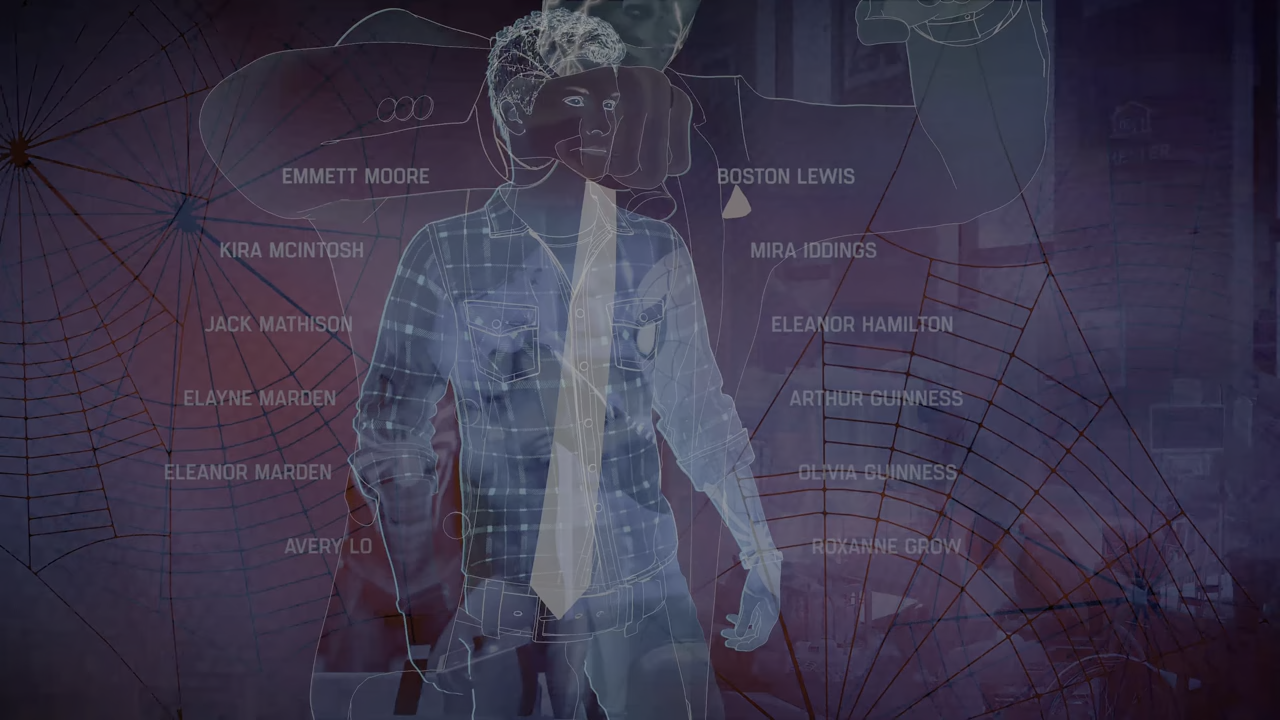 EMMETT MOORE
KIRA MCINTOSH
JACK MATHISON
ELAYNE MARDEN
ELEANOR MARDEN
AVERY LO
BOSTON LEWIS
MIRA IDDINGS
ELEANOR HAMILTON
ARTHUR GUINNESS
OLIVIA GUINNESS
ROXANNE GROW